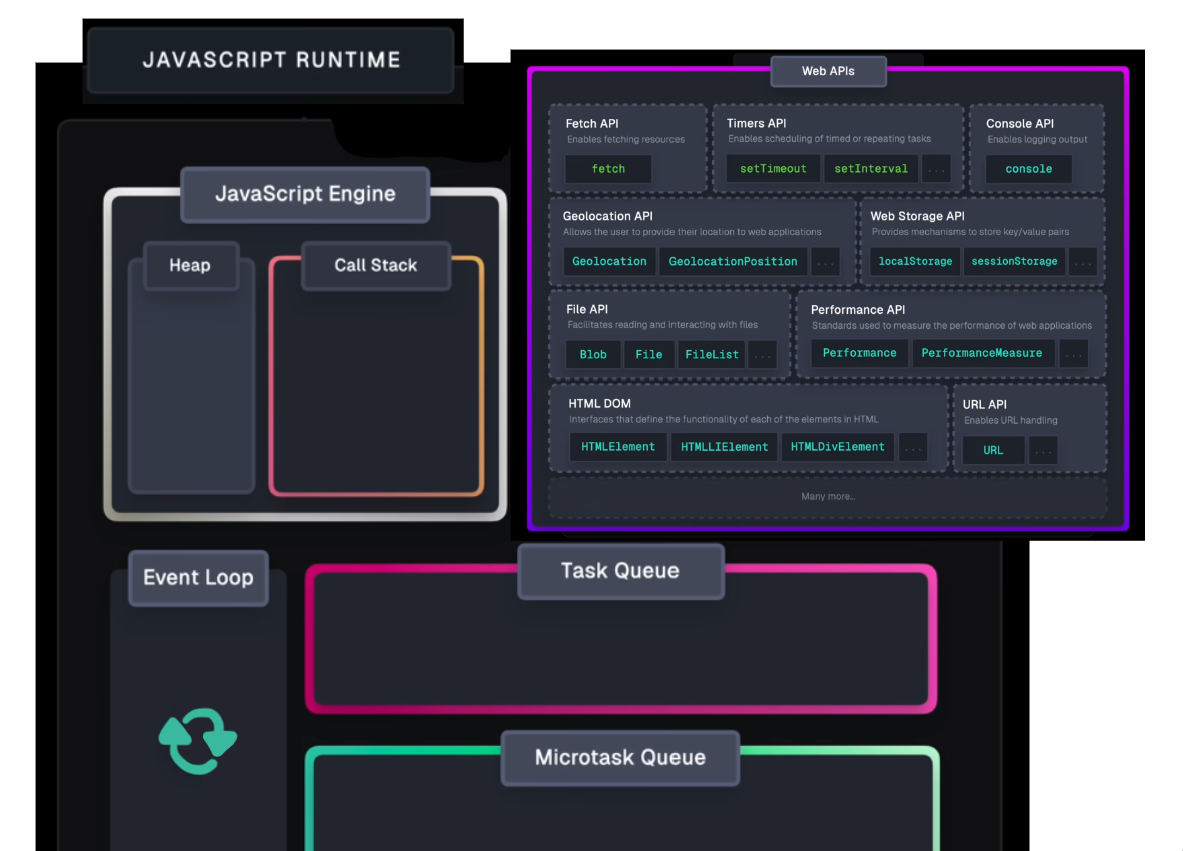 JAVASCRIPT RUNTIME
JavaScript Engine
Heap
Call Stack
Web APIs
Fetch API
Enables fetching resources
fetch
Timers API
Enables scheduling of timed or repeating tasks
setTimeout setInterval ...
Console API
Enables logging output
console
Geolocation API
Allows the user to provide their location to web applications
Geolocation GeolocationPosition ...
Web Storage API
Provides mechanisms to store key/value pairs
localStorage sessionStorage ...
File API
Facilitates reading and interacting with files
Blob File FileList ...
Performance API
Standards used to measure the performance of web applications
Performance PerformanceMeasure ...
HTML DOM
Interfaces that define the functionality of each of the elements in HTML
HTMLElement HTMLLIElement HTMLDivElement ...
URL API
Enables URL handling
URL ...
Many more...
Event Loop
Task Queue
Microtask Queue